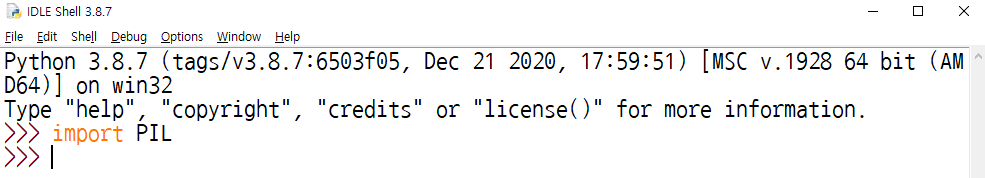 IDLE Shell 3.8.7
File Edit Shell Debug Options Window Help
Python 3.8.7 (tags/v3.8.7:6503f05, Dec 21 2020, 17:59:51) [MSC v.1928 64 bit (AM
D64)] on win32
Type "help", "copyright", "credits" or "license()" for more information.
>>> import PIL
>>>